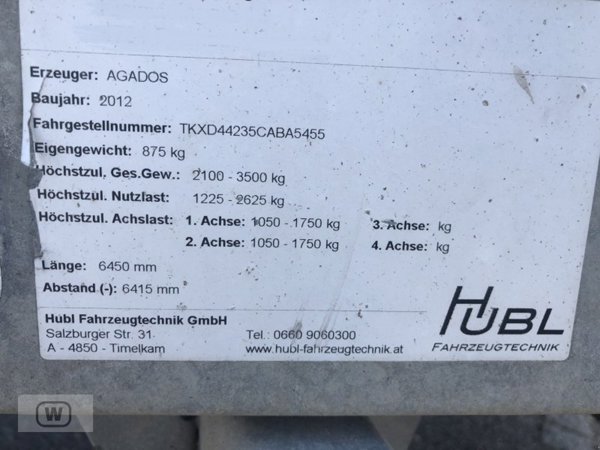 Erzeuger: AGADOS
Baujahr: 2012
Fahrgestellnummer: TKXD44235CABA5455
Eigengewicht: 875 kg
Höchstzul. Ges.Gew.: 2100 - 3500 kg
Höchstzul. Nutzlast: 1225 - 2625 kg
Höchstzul. Achslast: 1. Achse: 1050 - 1750 kg 3. Achse: kg
2. Achse: 1050 - 1750 kg 4. Achse: kg
Länge: 6450 mm
Abstand (-): 6415 mm
HUBL
FAHRZEUGTECHNIK
Hubl Fahrzeugtechnik GmbH
Salzburger Str. 31 Tel.: 0660 9060300
A - 4850 - Timelkam www.hubl-fahrzeugtechnik.at
W